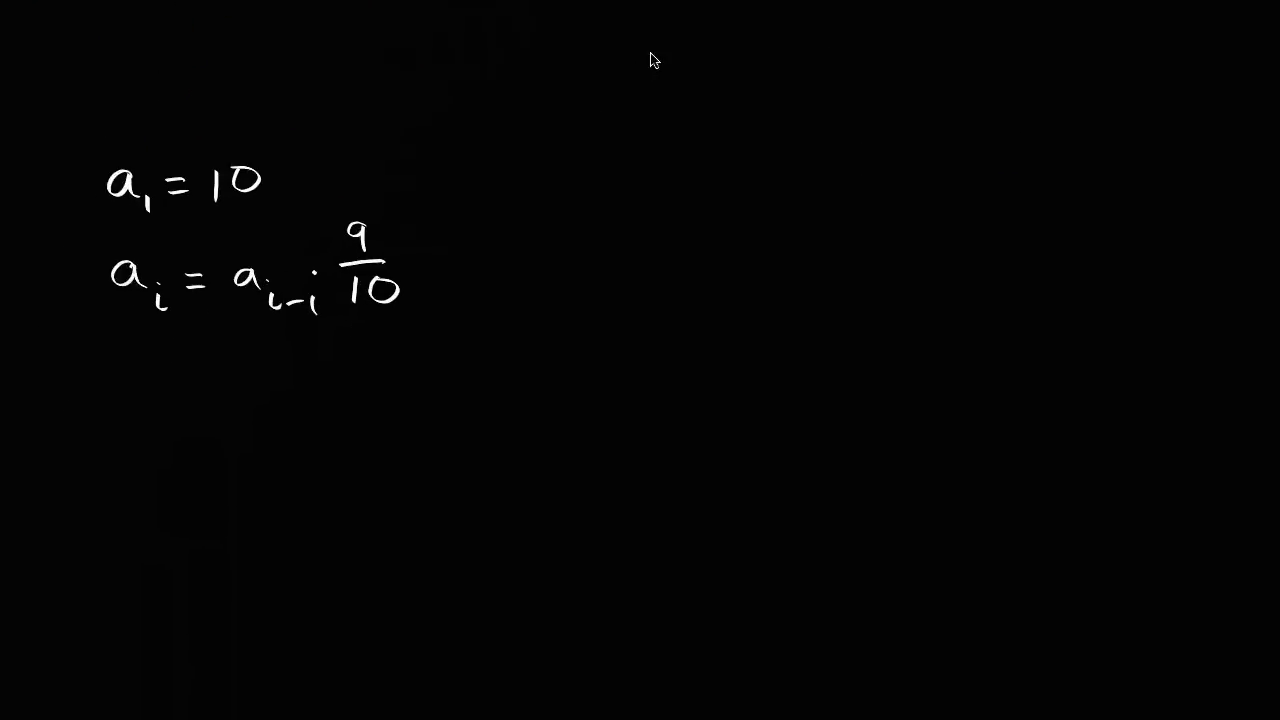 a₁ = 10
aᵢ = aᵢ₋₁ · 9/10